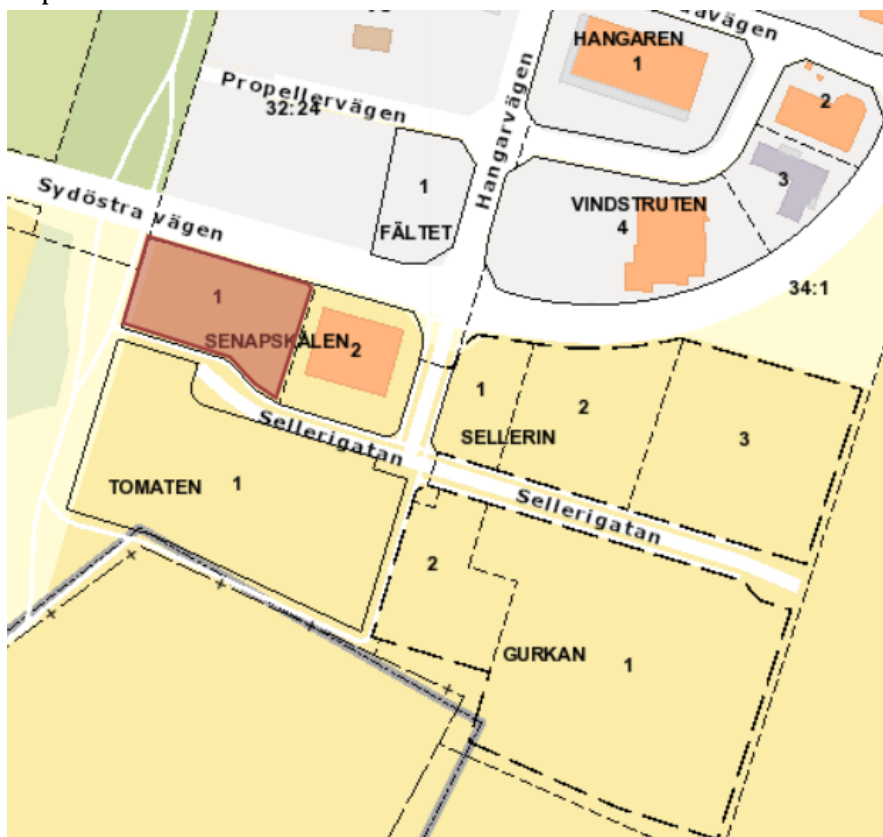 HANGAREN
1
vägen
Propellervägen
32:24
Hangarvägen
2
1
FÄLTET
3
VINDSTRUTEN
4
Sydöstra vägen
34:1
1
SENAPSKÅLEN
2
1
2
SELLERIN
3
Sellerigatan
TOMATEN 1
Sellerigatan
2
GURKAN
1